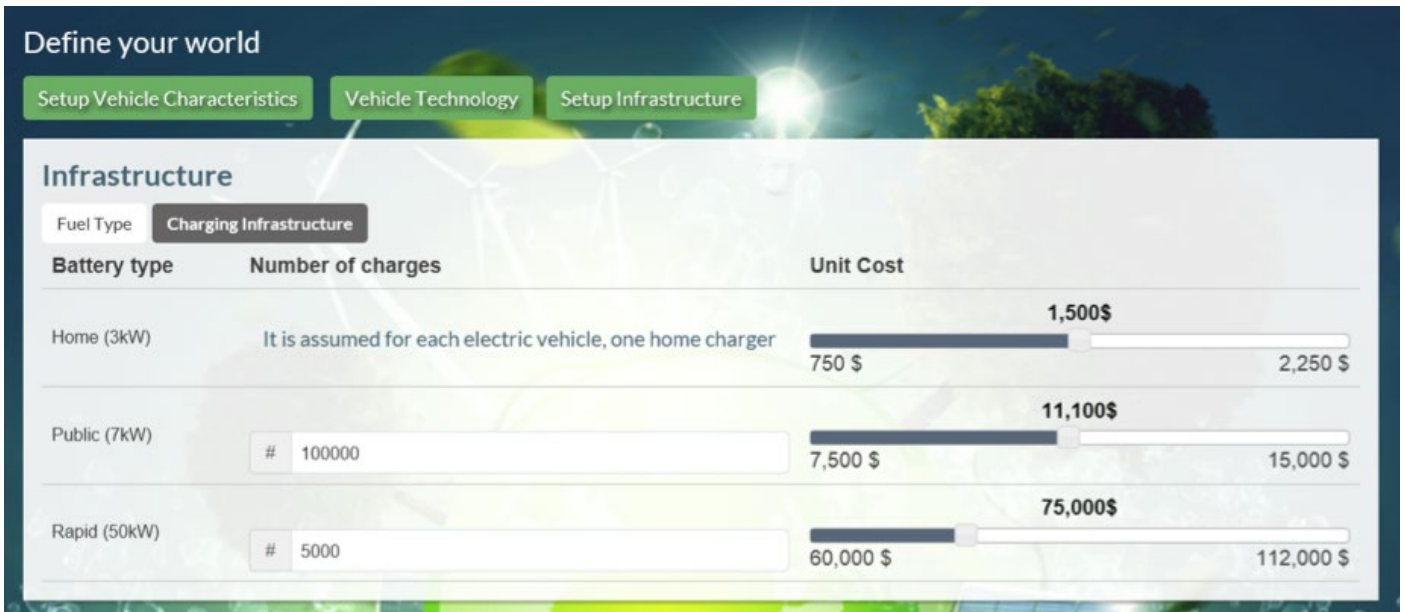 Define your world
Setup Vehicle Characteristics Vehicle Technology Setup Infrastructure
Infrastructure
Fuel Type Charging Infrastructure
Battery type Number of charges Unit Cost
1,500$
Home (3kW) It is assumed for each electric vehicle, one home charger
750 $ 2,250 $
11,100$
Public (7kW)
# 100000
7,500 $ 15,000 $
75,000$
Rapid (50kW)
# 5000
60,000 $ 112,000 $